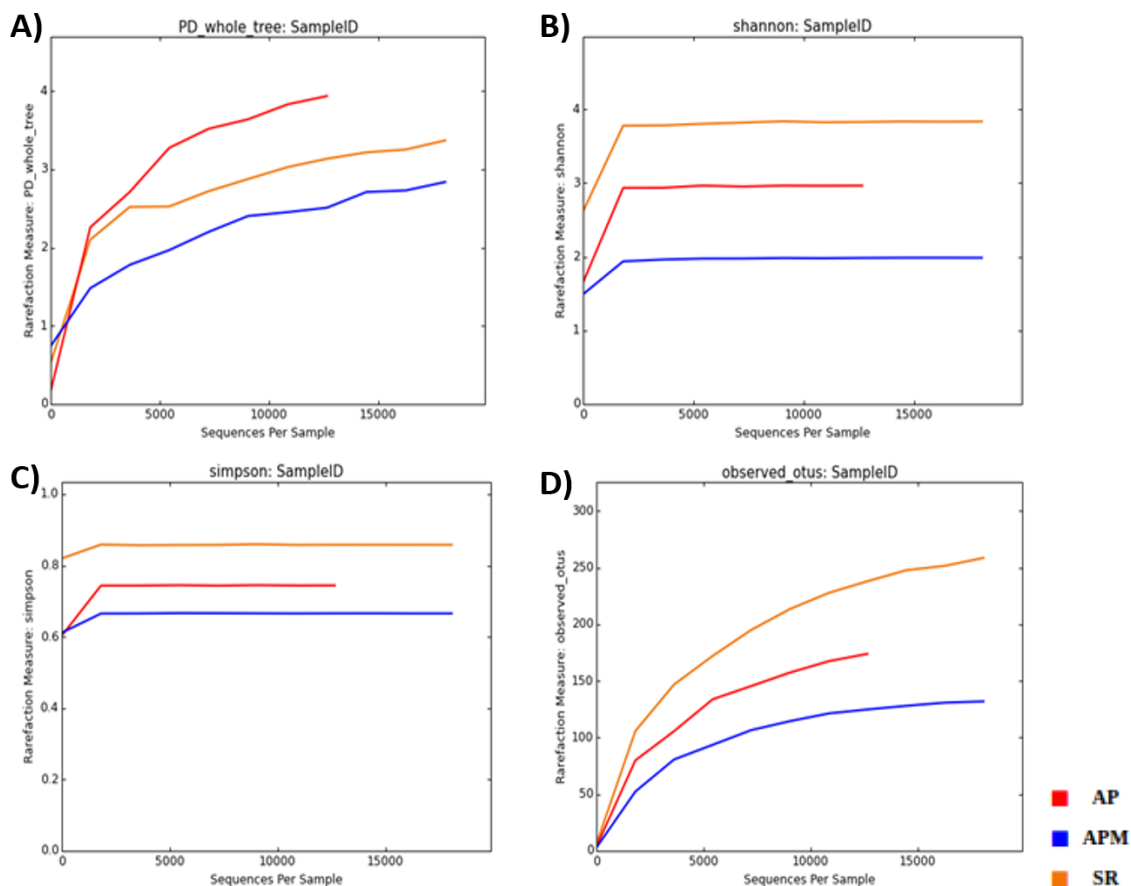 A)
PD_whole_tree: SampleID
Rarefaction Measure: PD_whole_tree
4
3
2
1
0
0 5000 10000 15000
Sequences Per Sample
B)
shannon: SampleID
Rarefaction Measure: shannon
4
3
2
1
0
0 5000 10000 15000
Sequences Per Sample
C)
simpson: SampleID
Rarefaction Measure: simpson
1.0
0.8
0.6
0.4
0.2
0.0
0 5000 10000 15000
Sequences Per Sample
D)
observed_otus: SampleID
Rarefaction Measure: observed_otus
300
250
200
150
100
50
0
0 5000 10000 15000
Sequences Per Sample
AP
APM
SR